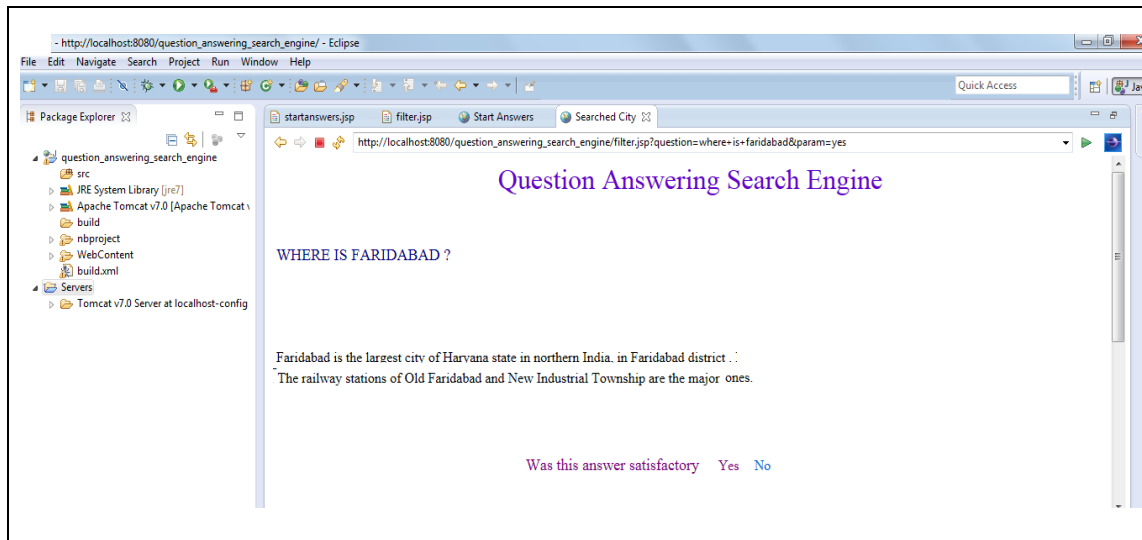 - http://localhost:8080/question_answering_search_engine/ - Eclipse
File Edit Navigate Search Project Run Window Help
Quick Access
Jav
Package Explorer
startanswers.jsp filter.jsp Start Answers Searched City
http://localhost:8080/question_answering_search_engine/filter.jsp?question=where+is+faridabad&param=yes
question_answering_search_engine
src
JRE System Library [jre7]
Apache Tomcat v7.0 [Apache Tomcat v
build
nbproject
WebContent
build.xml
Servers
Tomcat v7.0 Server at localhost-config
Question Answering Search Engine
WHERE IS FARIDABAD ?
Faridabad is the largest city of Haryana state in northern India, in Faridabad district . .
The railway stations of Old Faridabad and New Industrial Township are the major ones.
Was this answer satisfactory Yes No